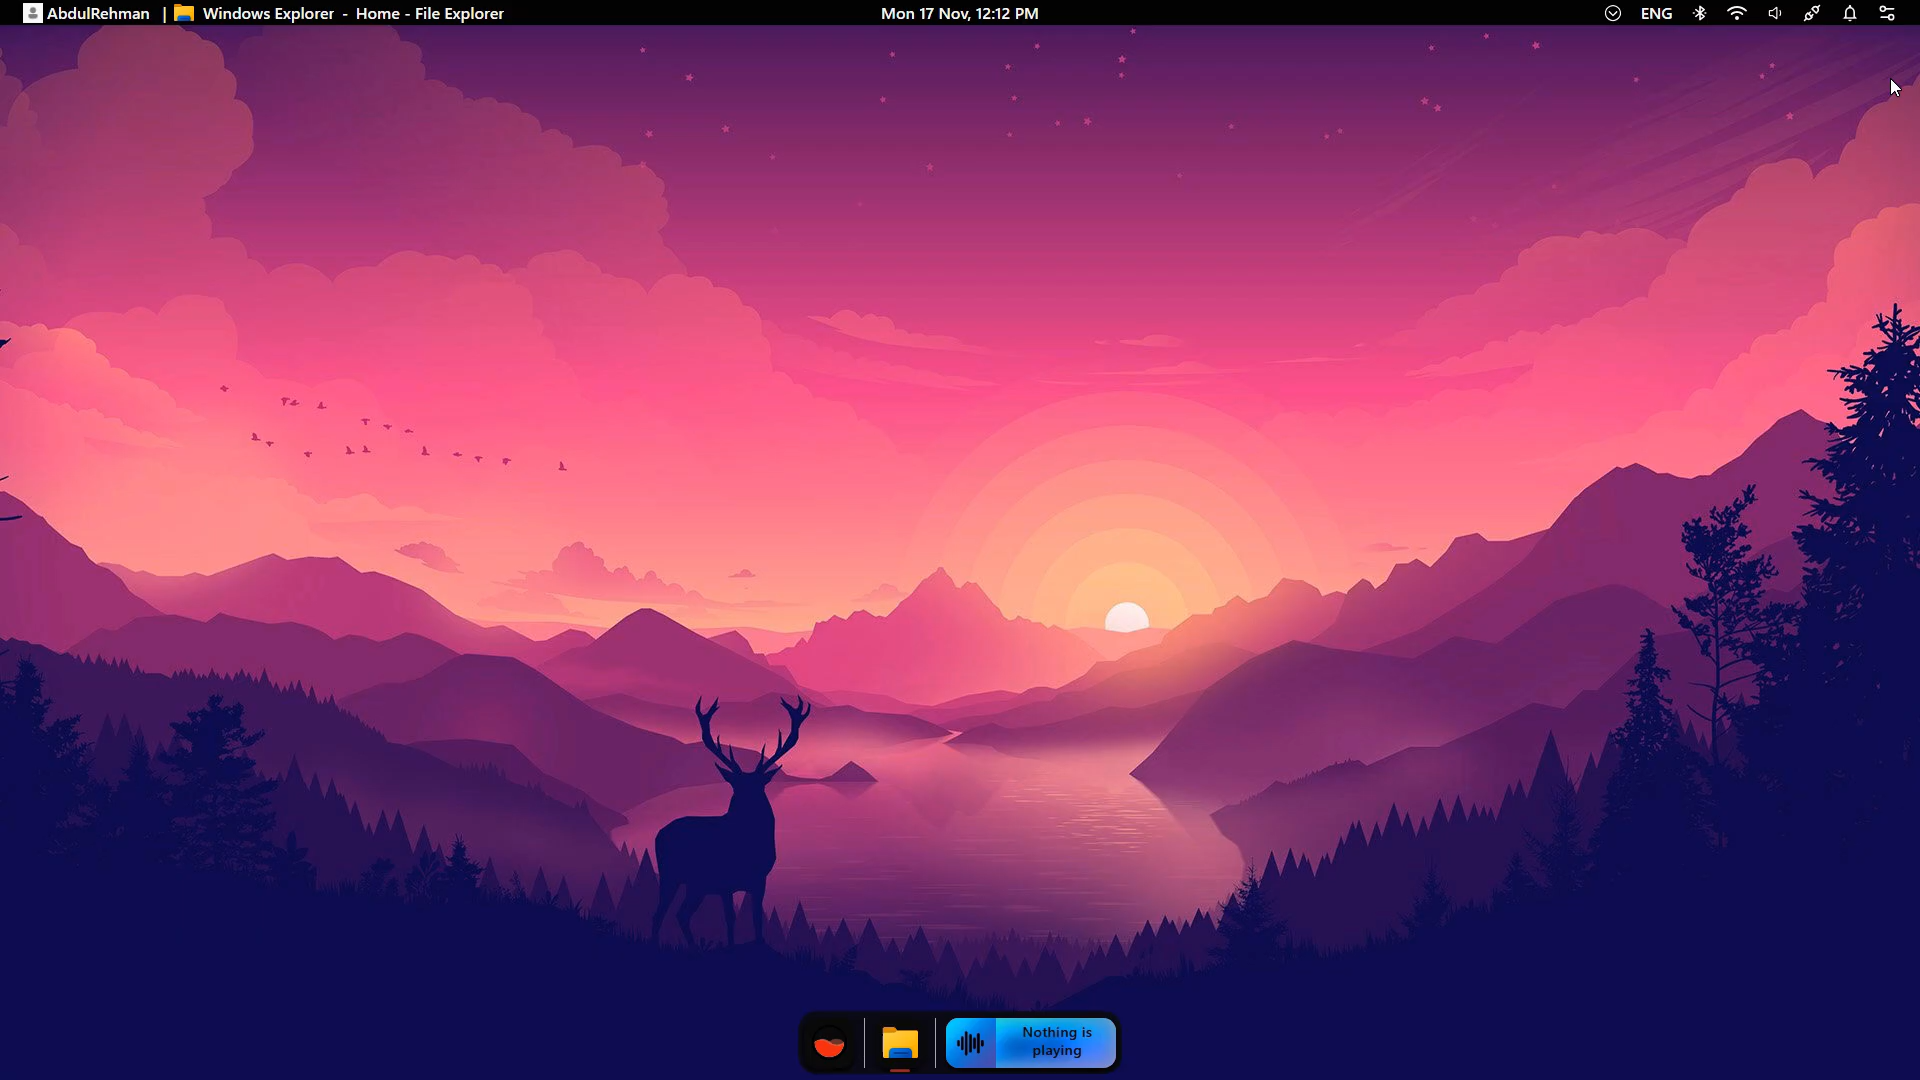 AbdulRehman | Windows Explorer - Home - File Explorer
Mon 17 Nov, 12:12 PM
ENG
Nothing is
playing